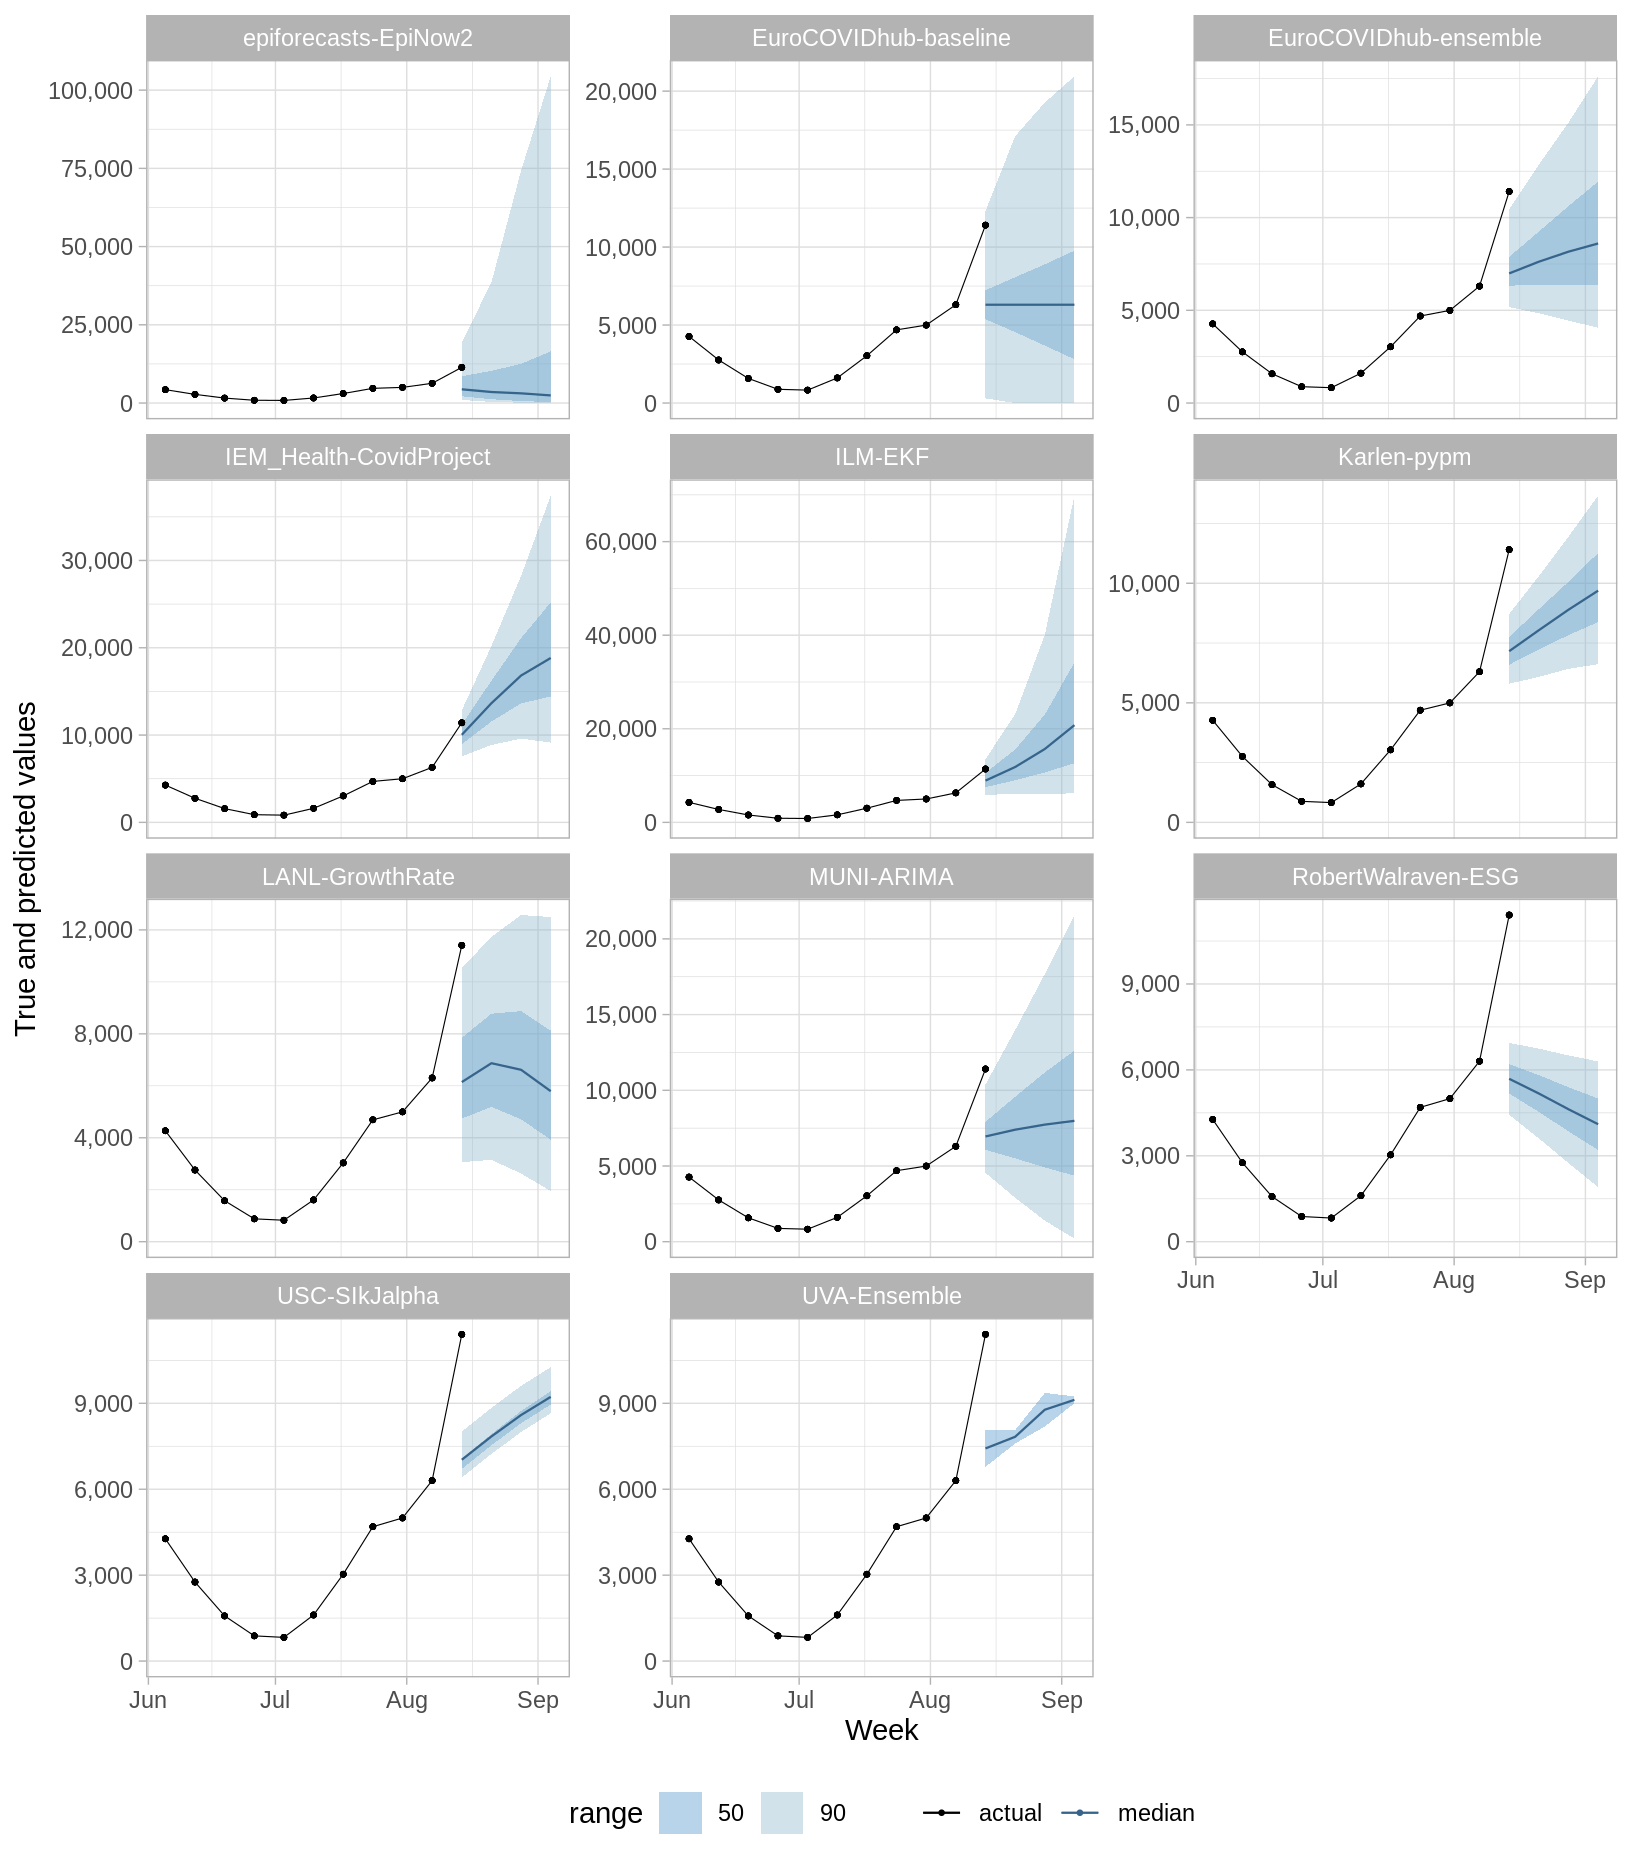 epiforecasts-EpiNow2
EuroCOVIDhub-baseline
EuroCOVIDhub-ensemble
100,000
75,000
50,000
25,000
0
20,000
15,000
10,000
5,000
0
15,000
10,000
5,000
0
IEM_Health-CovidProject
ILM-EKF
Karlen-pypm
30,000
20,000
10,000
0
60,000
40,000
20,000
0
10,000
5,000
0
True and predicted values
LANL-GrowthRate
MUNI-ARIMA
RobertWalraven-ESG
12,000
8,000
4,000
0
20,000
15,000
10,000
5,000
0
9,000
6,000
3,000
0
Jun Jul Aug Sep
USC-SIkJalpha
UVA-Ensemble
9,000
6,000
3,000
0
9,000
6,000
3,000
0
Jun Jul Aug Sep
Jun Jul Aug Sep
Week
range 50 90 actual median